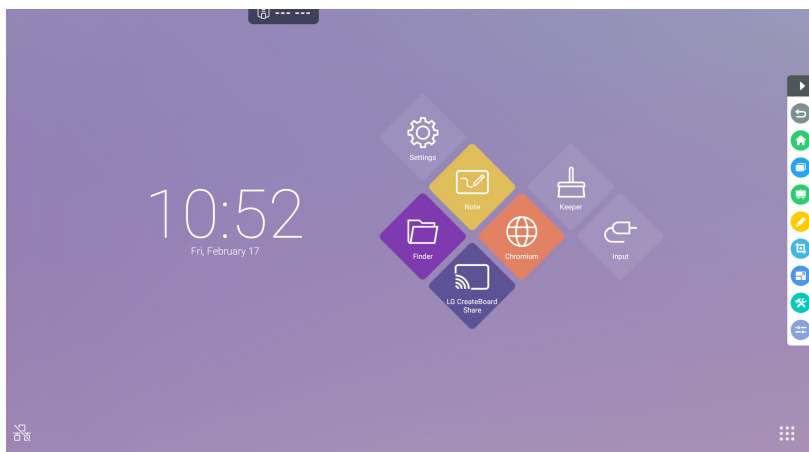 --- ---
10:52
Fri, February 17
Settings
Note
Keeper
Finder
Chromium
Input
LG CreateBoard
Share